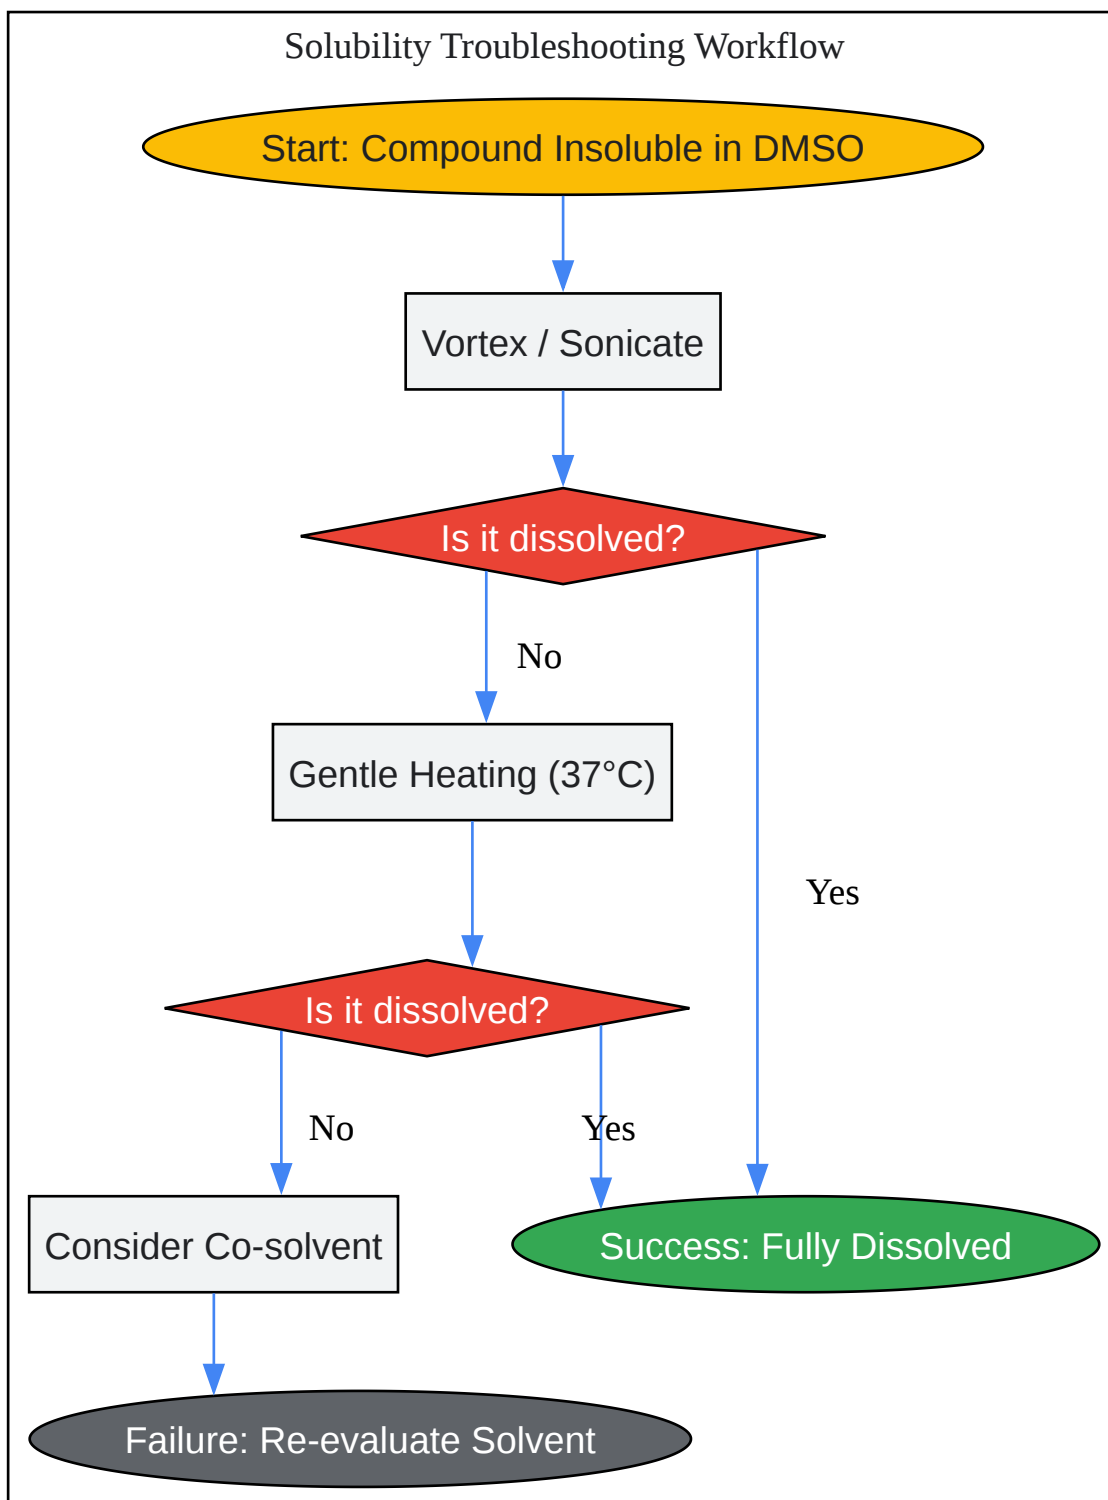 Solubility Troubleshooting Workflow
Start: Compound Insoluble in DMSO
Vortex / Sonicate
Is it dissolved?
No
Gentle Heating (37°C)
Yes
Is it dissolved?
No
Yes
Consider Co-solvent
Success: Fully Dissolved
Failure: Re-evaluate Solvent